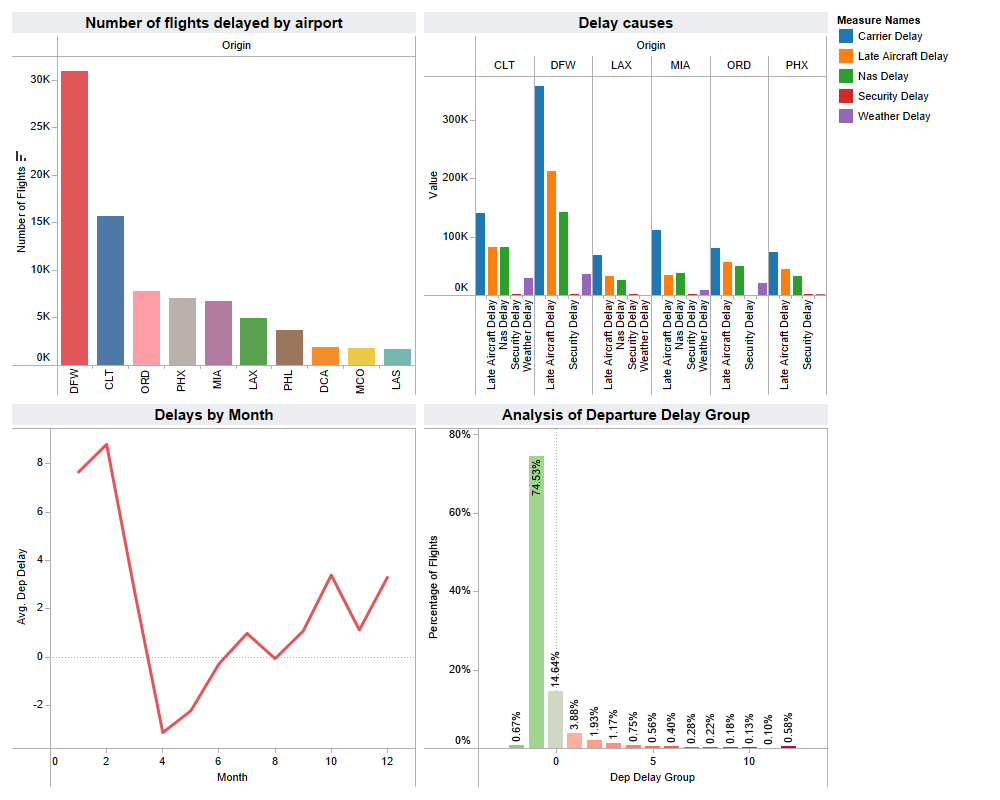 Number of flights delayed by airport
Origin
Number of Flights
30K
25K
20K
15K
10K
5K
0K
DFW
CLT
ORD
PHX
MIA
LAX
PHL
DCA
MCO
LAS
Delay causes
Origin
CLT DFW LAX MIA ORD PHX
Value
300K
200K
100K
0K
Late Aircraft Delay
Nas Delay
Security Delay
Weather Delay
Late Aircraft Delay
Security Delay
Late Aircraft Delay
Nas Delay
Security Delay
Weather Delay
Late Aircraft Delay
Nas Delay
Security Delay
Weather Delay
Late Aircraft Delay
Security Delay
Late Aircraft Delay
Security Delay
Measure Names
Carrier Delay
Late Aircraft Delay
Nas Delay
Security Delay
Weather Delay
Delays by Month
Avg. Dep Delay
8
6
4
2
0
-2
0 2 4 6 8 10 12
Month
Analysis of Departure Delay Group
Percentage of Flights
80%
60%
40%
20%
0%
0.67%
74.53%
14.64%
3.88%
1.93%
1.17%
0.75%
0.56%
0.40%
0.28%
0.22%
0.18%
0.13%
0.10%
0.58%
0 5 10
Dep Delay Group